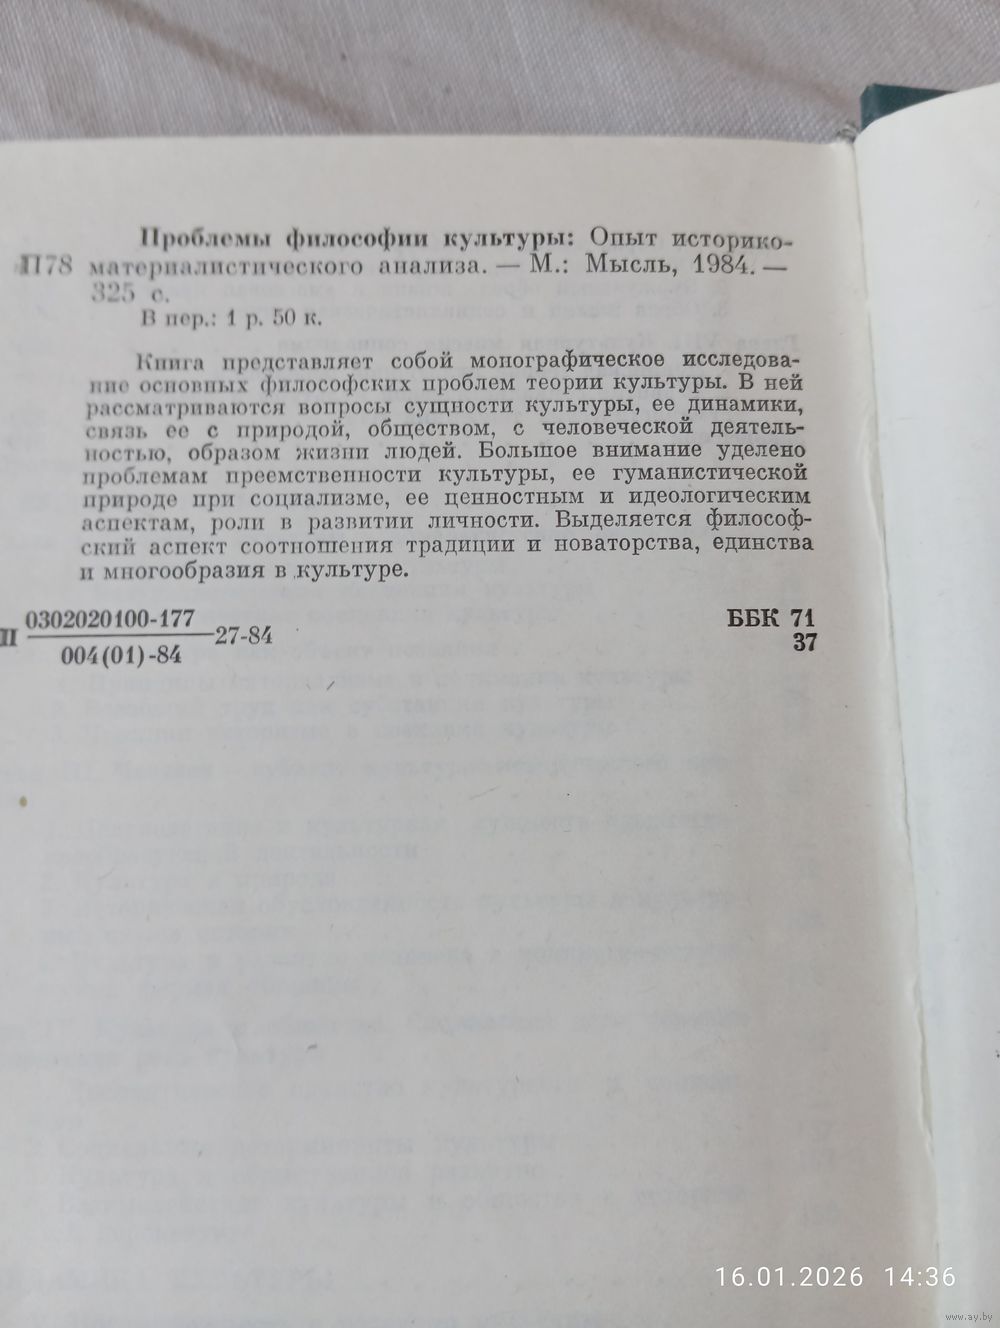 Проблемы философии культуры: Опыт историко-
П78 материалистического анализа. — М.: Мысль, 1984. —
325 с.
В пер.: 1 р. 50 к.
Книга представляет собой монографическое исследова-
ние основных философских проблем теории культуры. В ней
рассматриваются вопросы сущности культуры, ее динамики,
связь ее с природой, обществом, с человеческой деятель-
ностью, образом жизни людей. Большое внимание уделено
проблемам преемственности культуры, ее гуманистической
природе при социализме, ее ценностным и идеологическим
аспектам, роли в развитии личности. Выделяется философ-
ский аспект соотношения традиции и новаторства, единства
и многообразия в культуре.
П 0302020100-177
004(01)-84
27-84
ББК 71
37
16.01.2026 14:36
www.ay.by